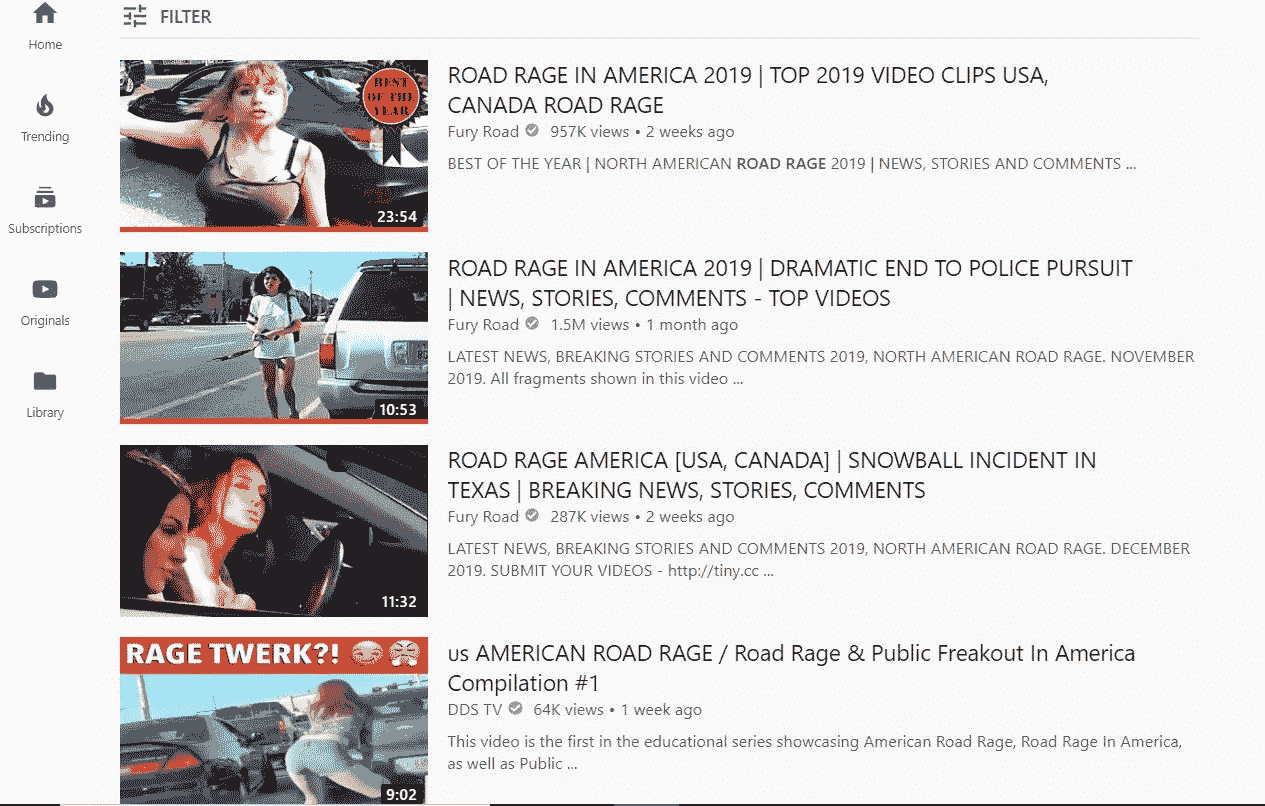 FILTER
Home
Trending
Subscriptions
Originals
Library
BEST
OF THE
YEAR
23:54
ROAD RAGE IN AMERICA 2019 | TOP 2019 VIDEO CLIPS USA,
CANADA ROAD RAGE
Fury Road 957K views • 2 weeks ago
BEST OF THE YEAR | NORTH AMERICAN ROAD RAGE 2019 | NEWS, STORIES AND COMMENTS ...
10:53
ROAD RAGE IN AMERICA 2019 | DRAMATIC END TO POLICE PURSUIT
| NEWS, STORIES, COMMENTS - TOP VIDEOS
Fury Road 1.5M views • 1 month ago
LATEST NEWS, BREAKING STORIES AND COMMENTS 2019, NORTH AMERICAN ROAD RAGE. NOVEMBER
2019. All fragments shown in this video ...
11:32
ROAD RAGE AMERICA [USA, CANADA] | SNOWBALL INCIDENT IN
TEXAS | BREAKING NEWS, STORIES, COMMENTS
Fury Road 287K views • 2 weeks ago
LATEST NEWS, BREAKING STORIES AND COMMENTS 2019, NORTH AMERICAN ROAD RAGE. DECEMBER
2019. SUBMIT YOUR VIDEOS - http://tiny.cc ...
RAGE TWERK?!
9:02
us AMERICAN ROAD RAGE / Road Rage & Public Freakout In America
Compilation #1
DDS TV 64K views • 1 week ago
This video is the first in the educational series showcasing American Road Rage, Road Rage In America,
as well as Public ...